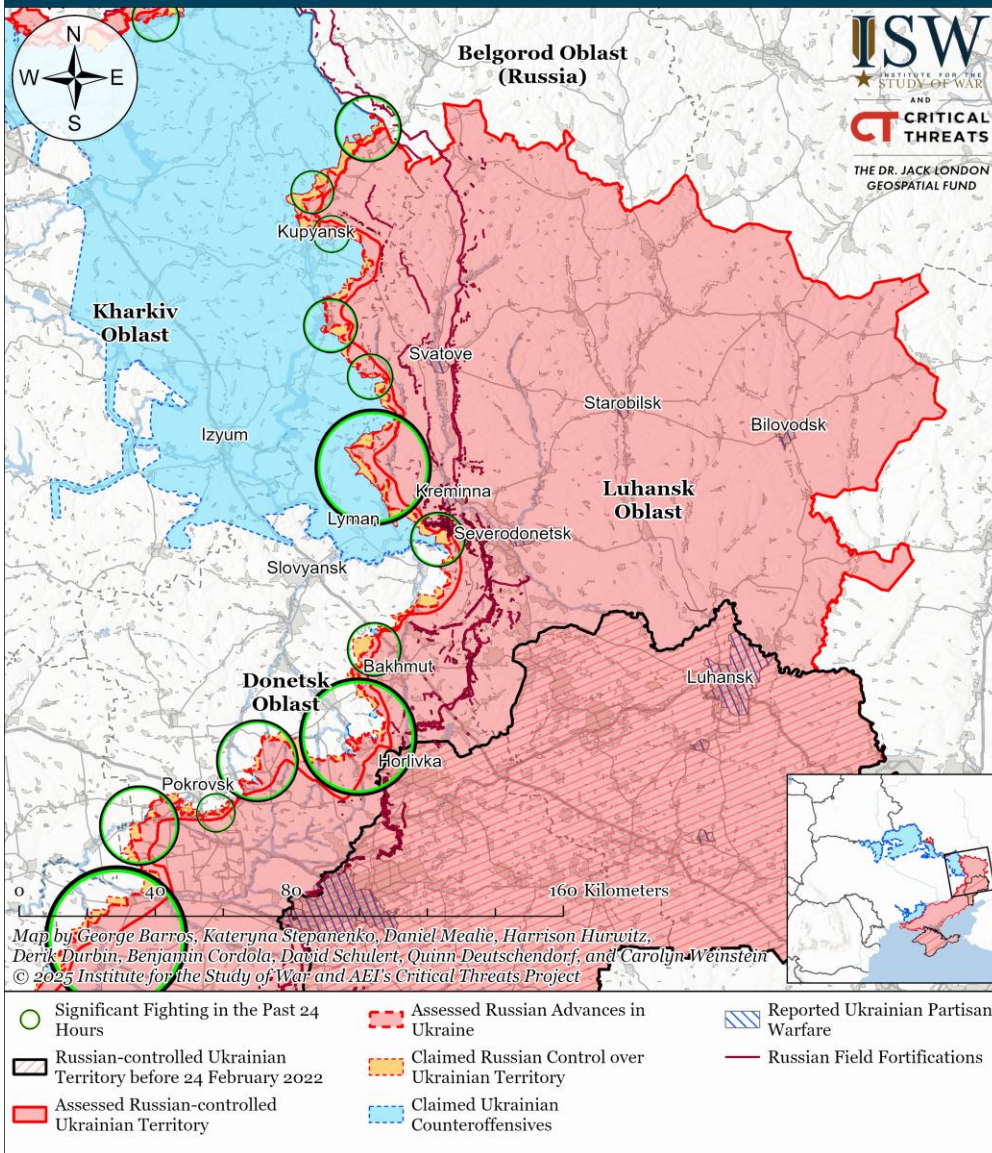 N
W
E
S
Belgorod Oblast
(Russia)
ISW
INSTITUTE FOR THE
STUDY OF WAR
AND
CT CRITICAL
THREATS
THE DR. JACK LONDON
GEOSPATIAL FUND
Kupyansk
Kharkiv
Oblast
Svatove
Starobilsk
Bilovodsk
Izyum
Kreminna
Luhansk
Oblast
Lyman
Severodonetsk
Slovyansk
Bakhmut
Luhansk
Donetsk
Oblast
Horlivka
Pokrovsk
0 40 80 160 Kilometers
Map by George Barros, Kateryna Stepanenko, Daniel Mealie, Harrison Hurwitz,
Derik Durbin, Benjamin Cordola, David Schulert, Quinn Deutschendorf, and Carolyn Weinstein
© 2025 Institute for the Study of War and AEI's Critical Threats Project
Significant Fighting in the Past 24
Hours
Russian-controlled Ukrainian
Territory before 24 February 2022
Assessed Russian-controlled
Ukrainian Territory
Assessed Russian Advances in
Ukraine
Claimed Russian Control over
Ukrainian Territory
Claimed Ukrainian
Counteroffensives
Reported Ukrainian Partisan
Warfare
Russian Field Fortifications